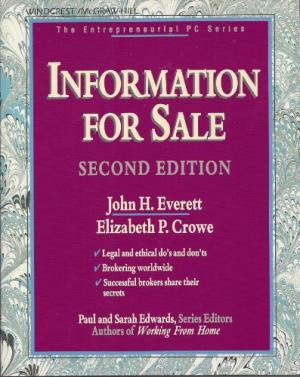 WINDCREST/McGRAW-HILL
The Entrepreneurial PC Series
INFORMATION
FOR SALE
SECOND EDITION
John H. Everett
Elizabeth P. Crowe
✓ Legal and ethical do's and don'ts
✓ Brokering worldwide
✓ Successful brokers share their
secrets
Paul and Sarah Edwards, Series Editors
Authors of Working From Home